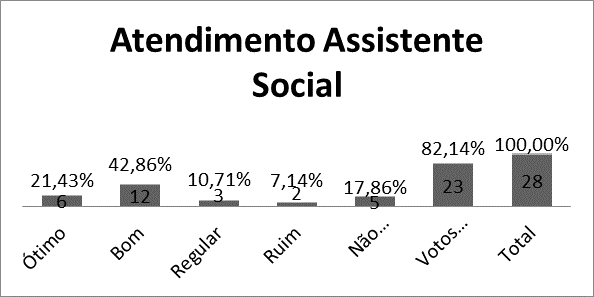 Atendimento Assistente
Social
21,43% 42,86% 10,71% 7,14% 17,86% 82,14% 100,00%
6 12 3 2 5 23 28
Ótimo Bom Regular Ruim Não... Votos... Total